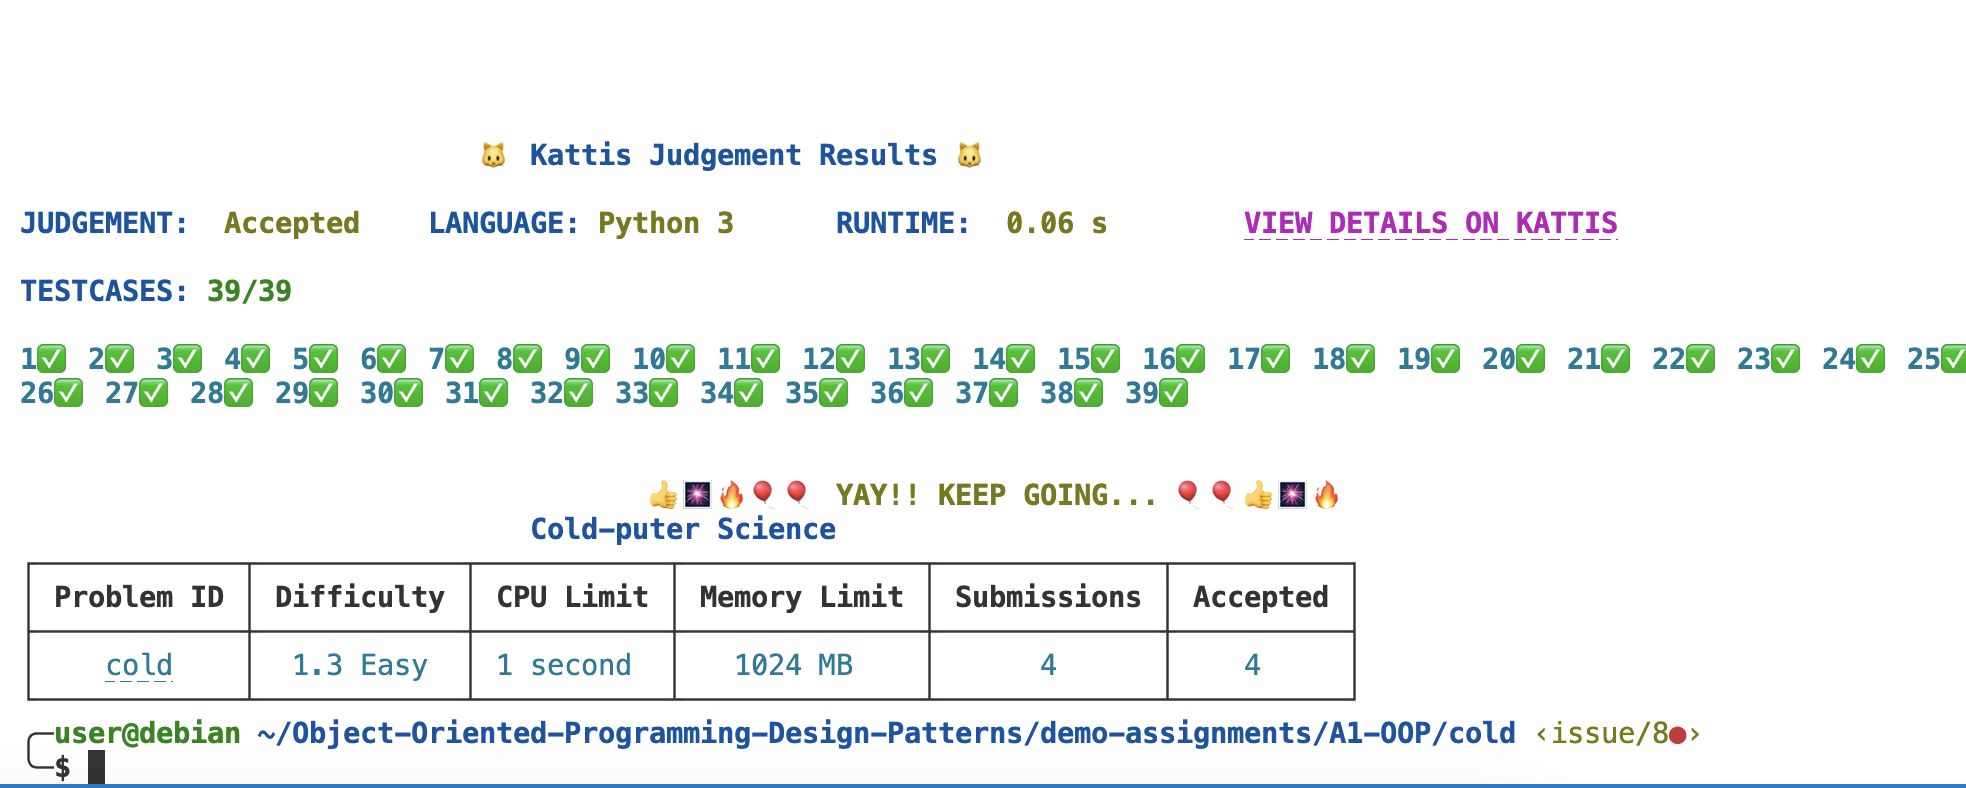 🐱 Kattis Judgement Results 🐱
JUDGEMENT: Accepted LANGUAGE: Python 3 RUNTIME: 0.06 s VIEW DETAILS ON KATTIS
TESTCASES: 39/39
1✅ 2✅ 3✅ 4✅ 5✅ 6✅ 7✅ 8✅ 9✅ 10✅ 11✅ 12✅ 13✅ 14✅ 15✅ 16✅ 17✅ 18✅ 19✅ 20✅ 21✅ 22✅ 23✅ 24✅ 25✅
26✅ 27✅ 28✅ 29✅ 30✅ 31✅ 32✅ 33✅ 34✅ 35✅ 36✅ 37✅ 38✅ 39✅
👍🎆🔥🎈🎈 YAY!! KEEP GOING... 🎈🎈👍🎆🔥
Cold-puter Science
Problem ID Difficulty CPU Limit Memory Limit Submissions Accepted
cold 1.3 Easy 1 second 1024 MB 4 4
user@debian ~/Object-Oriented-Programming-Design-Patterns/demo-assignments/A1-OOP/cold ‹issue/8●›
$